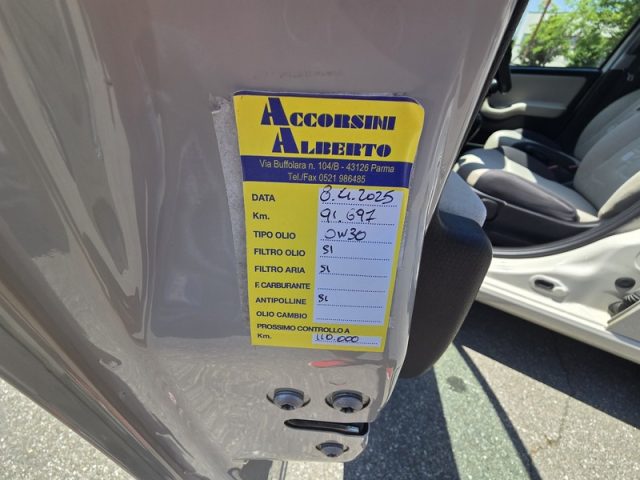 ACCORSINI
ALBERTO
Via Buffolara n. 104/B - 43126 Parma
Tel./Fax 0521 986485
DATA 8.4.2025
Km. 91.697
TIPO OLIO 0W30
FILTRO OLIO SI
FILTRO ARIA SI
F. CARBURANTE
ANTIPOLLINE SI
OLIO CAMBIO
PROSSIMO CONTROLLO A
Km. 110.000